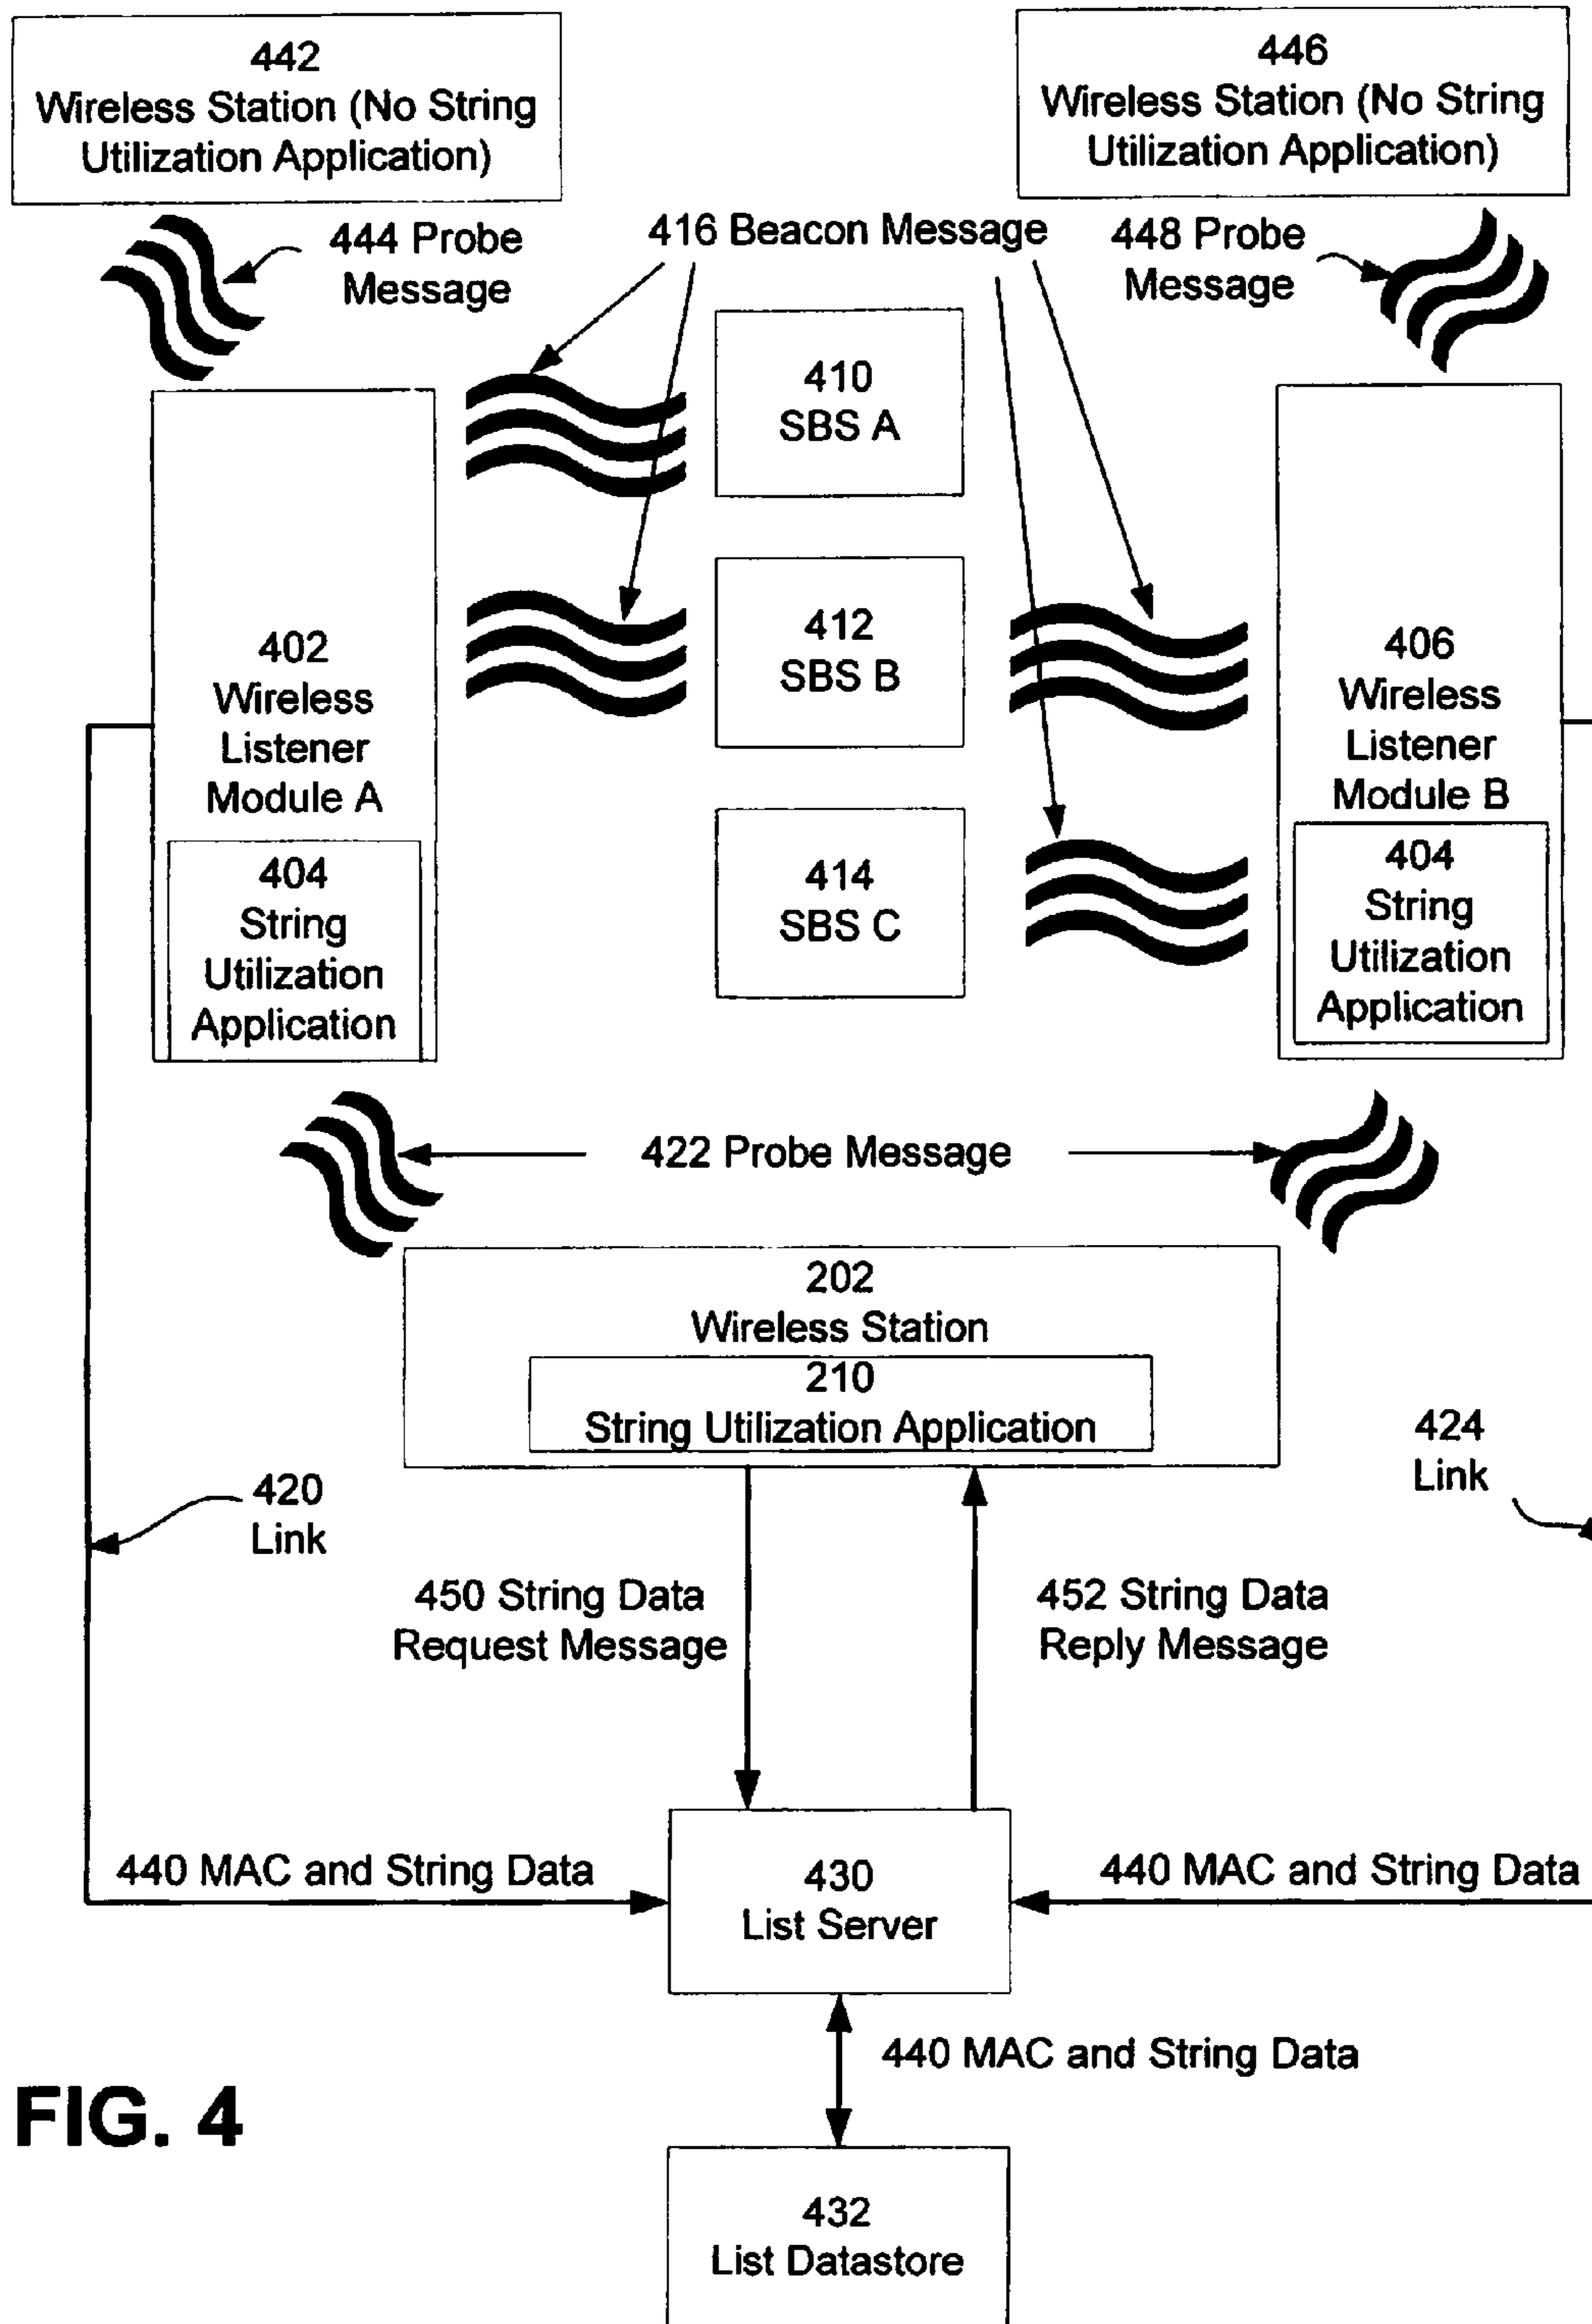 442
Wireless Station (No String
Utilization Application)
446
Wireless Station (No String
Utilization Application)
444 Probe
Message
416 Beacon Message
448 Probe
Message
410
SBS A
402
Wireless
Listener
Module A
412
SBS B
406
Wireless
Listener
Module B
404
String
Utilization
Application
414
SBS C
404
String
Utilization
Application
422 Probe Message
202
Wireless Station
210
String Utilization Application
420
Link
424
Link
450 String Data
Request Message
452 String Data
Reply Message
440 MAC and String Data
430
List Server
440 MAC and String Data
440 MAC and String Data
FIG. 4
432
List Datastore